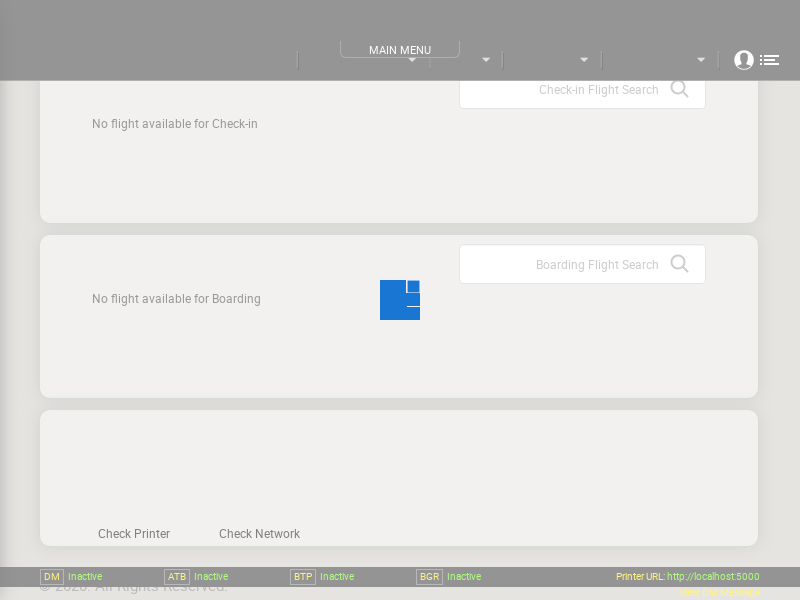 MAIN MENU
Check-in Flight Search
No flight available for Check-in
Boarding Flight Search
No flight available for Boarding
Check Printer Check Network
DM Inactive ATB Inactive BTP Inactive BGR Inactive Printer URL: http://localhost:5000
© 2020. All Rights Reserved.